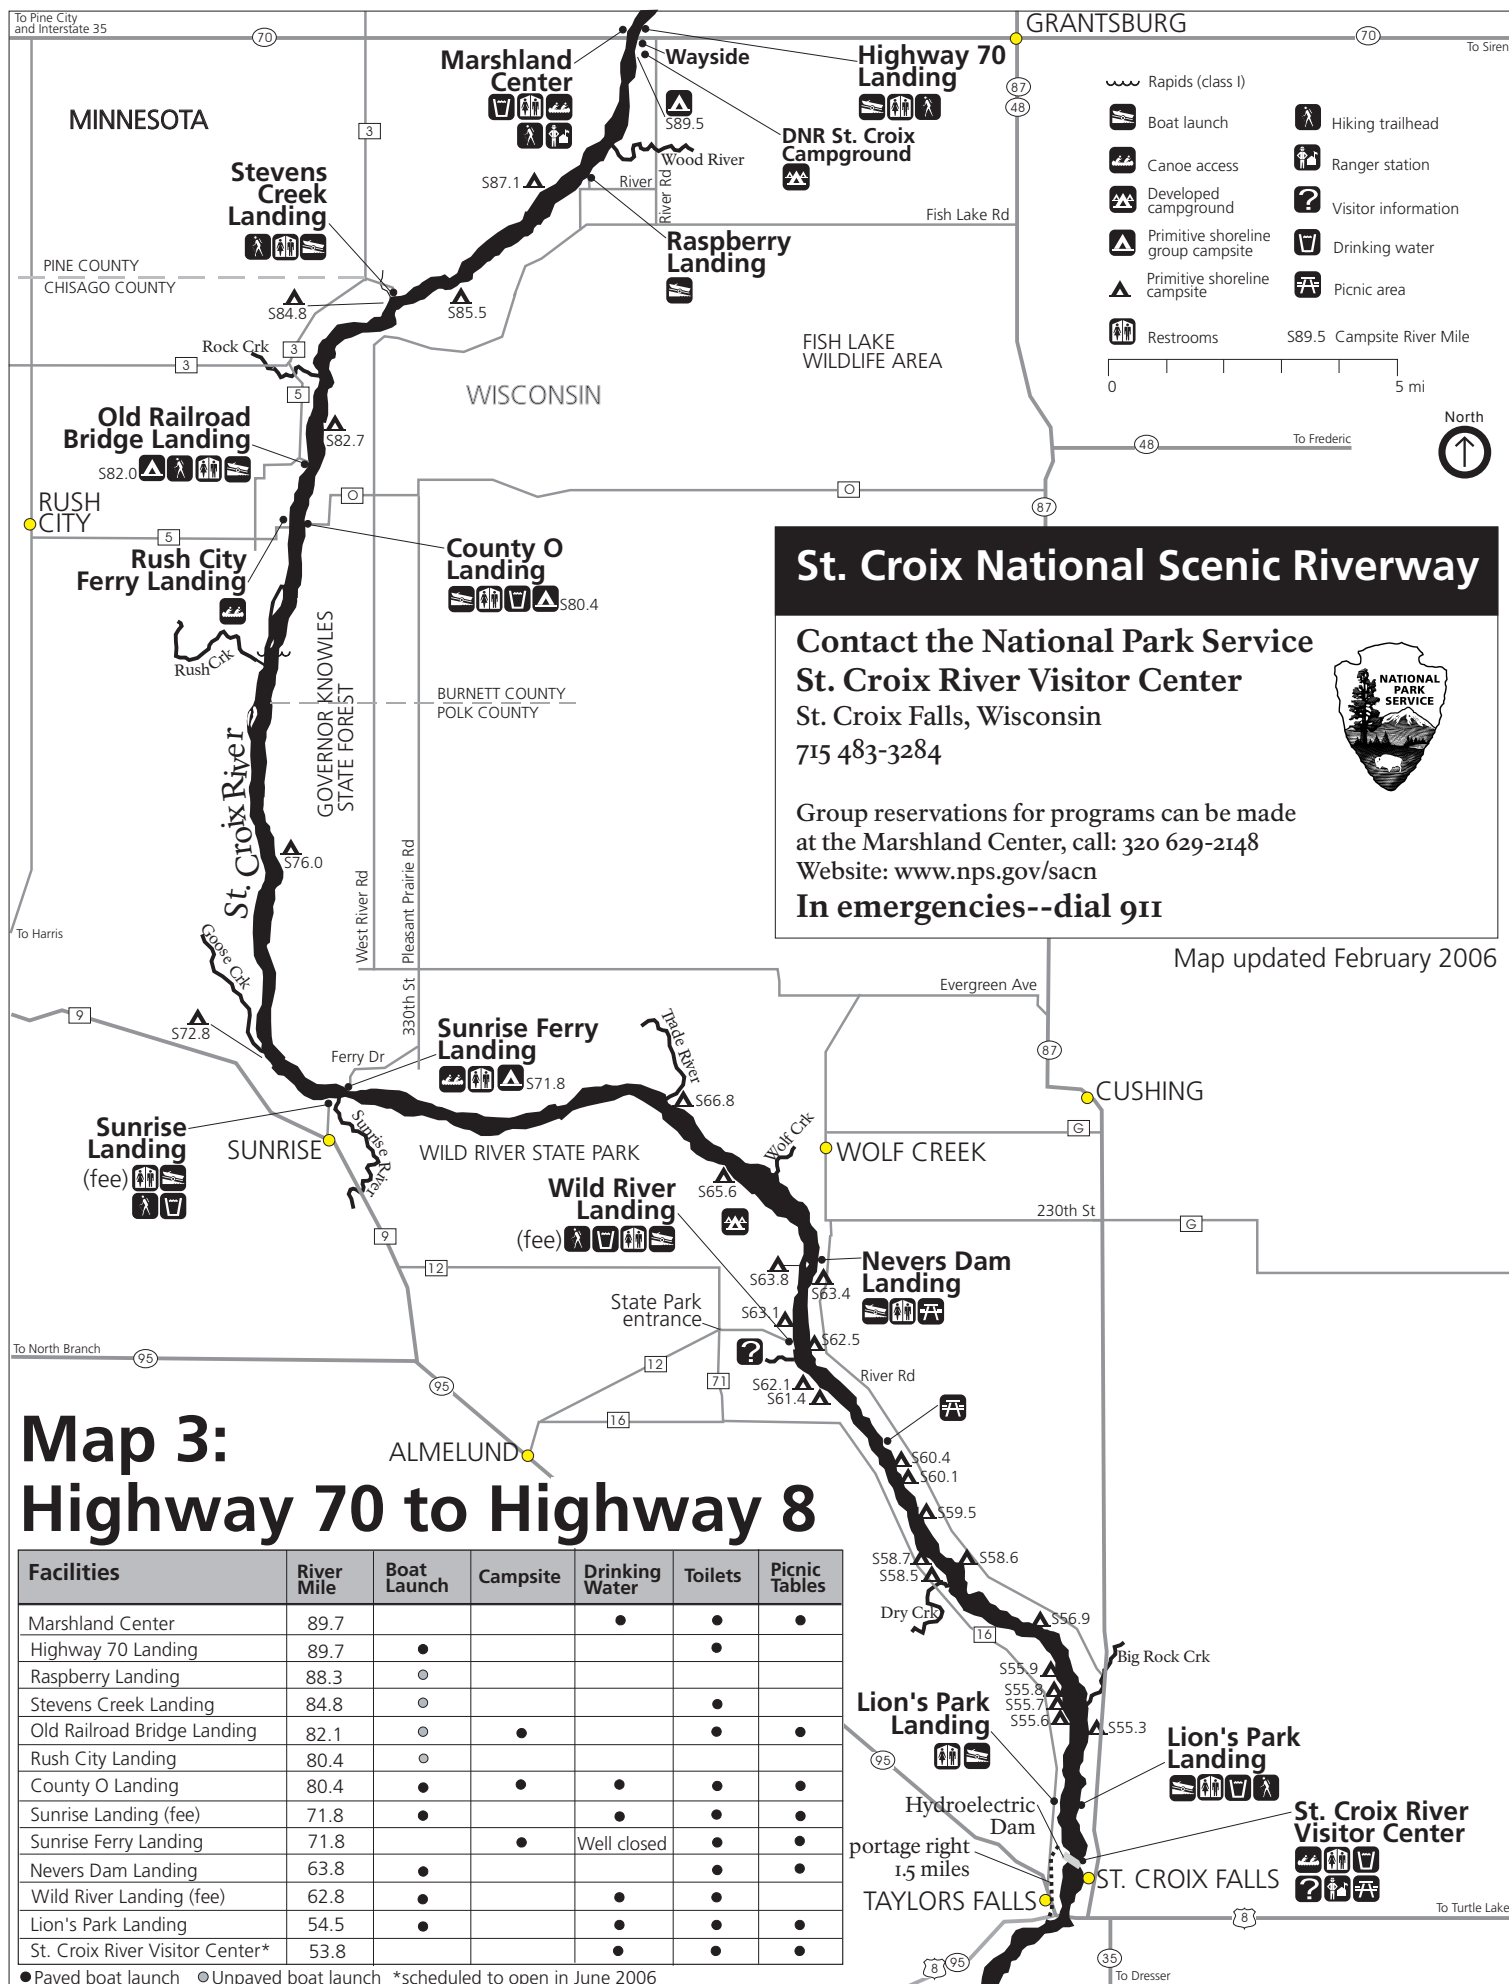 To Pine City
and Interstate 35
70
GRANTSBURG
70
To Siren
Marshland
Center
Wayside
Highway 70
Landing
87
48
Rapids (class I)
Boat launch
Canoe access
Developed
campground
Primitive shoreline
group campsite
Primitive shoreline
campsite
Restrooms
Hiking trailhead
Ranger station
Visitor information
Drinking water
Picnic area
S89.5 Campsite River Mile
0
5 mi
North
MINNESOTA
3
S89.5
DNR St. Croix
Campground
Wood River
Stevens
Creek
Landing
S87.1
River
River Rd
Fish Lake Rd
Raspberry
Landing
PINE COUNTY
CHISAGO COUNTY
S84.8
S85.5
Rock Crk
3
3
5
FISH LAKE
WILDLIFE AREA
WISCONSIN
Old Railroad
Bridge Landing
S82.0
S82.7
48
To Frederic
RUSH
CITY
O
O
87
5
Rush City
Ferry Landing
County O
Landing
S80.4
Rush Crk
GOVERNOR KNOWLES
STATE FOREST
BURNETT COUNTY
POLK COUNTY
St. Croix National Scenic Riverway
Contact the National Park Service
St. Croix River Visitor Center
St. Croix Falls, Wisconsin
715 483-3284
NATIONAL
PARK
SERVICE
Group reservations for programs can be made
at the Marshland Center, call: 320 629-2148
Website: www.nps.gov/sacn
In emergencies--dial 911
Map updated February 2006
St. Croix River
S76.0
West River Rd
330th St Pleasant Prairie Rd
To Harris
Goose Crk
Evergreen Ave
9
S72.8
Ferry Dr
Sunrise Ferry
Landing
S71.8
Trade River
S66.8
87
CUSHING
Sunrise
Landing
(fee)
SUNRISE
Sunrise River
WILD RIVER STATE PARK
Wolf Crk
WOLF CREEK
G
S65.6
Wild River
Landing
(fee)
230th St
G
9
12
S63.8
S63.4
Nevers Dam
Landing
State Park
entrance
S63.1
S62.5
To North Branch
95
12
71
S62.1
S61.4
River Rd
95
16
ALMELUND
S60.4
S60.1
S59.5
S58.7
S58.6
S58.5
Dry Crk
16
S56.9
S55.9
S55.8
S55.7
S55.6
Big Rock Crk
S55.3
Lion's Park
Landing
Lion's Park
Landing
95
Hydroelectric
Dam
portage right
1.5 miles
St. Croix River
Visitor Center
ST. CROIX FALLS
TAYLORS FALLS
8
To Turtle Lake
8
95
35
To Dresser
Map 3:
Highway 70 to Highway 8
Facilities River Mile Boat Launch Campsite Drinking Water Toilets Picnic Tables
Marshland Center 89.7 ● ● ●
Highway 70 Landing 89.7 ● ●
Raspberry Landing 88.3 ●
Stevens Creek Landing 84.8 ● ●
Old Railroad Bridge Landing 82.1 ● ● ● ●
Rush City Landing 80.4 ●
County O Landing 80.4 ● ● ● ● ●
Sunrise Landing (fee) 71.8 ● ● ● ●
Sunrise Ferry Landing 71.8 ● Well closed ● ●
Nevers Dam Landing 63.8 ● ● ●
Wild River Landing (fee) 62.8 ● ● ●
Lion's Park Landing 54.5 ● ● ● ●
St. Croix River Visitor Center* 53.8 ● ● ●
● Paved boat launch ● Unpaved boat launch *scheduled to open in June 2006